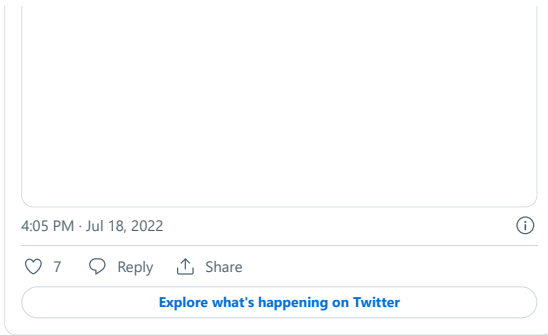 4:05 PM · Jul 18, 2022
7 Reply Share
Explore what's happening on Twitter